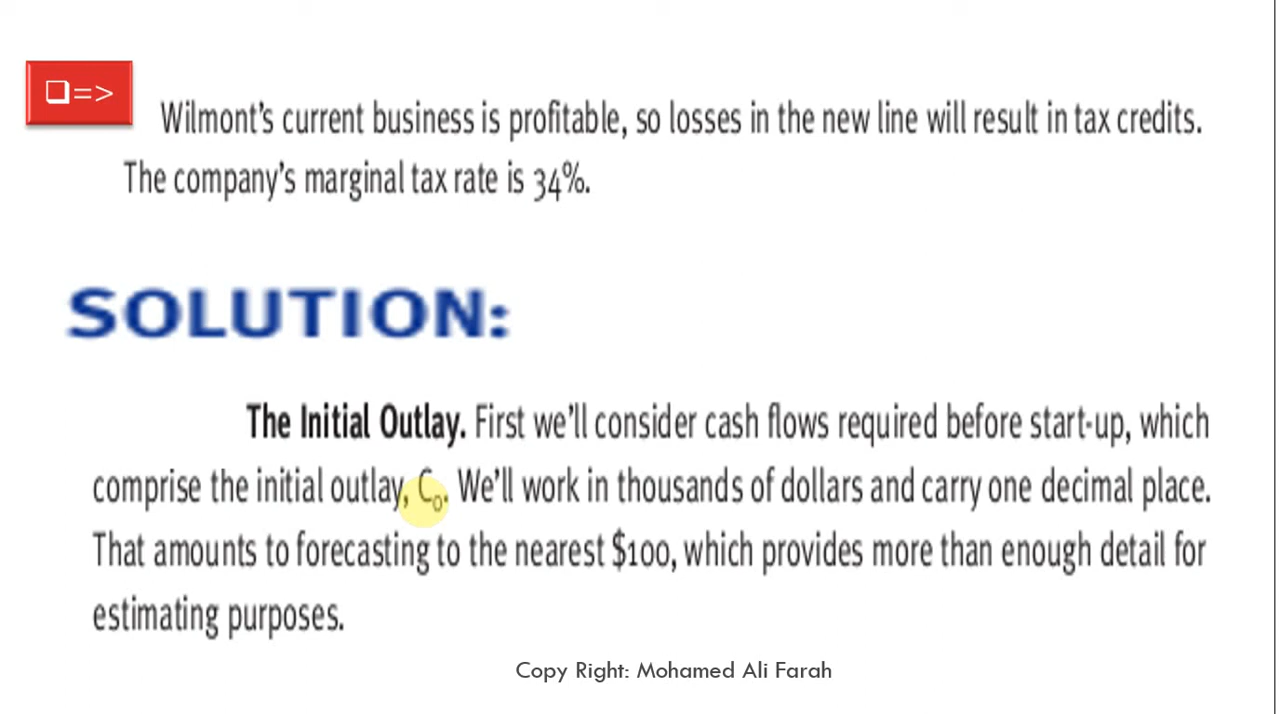 ❑=>
Wilmont's current business is profitable, so losses in the new line will result in tax credits.
The company's marginal tax rate is 34%.
SOLUTION:
The Initial Outlay. First we'll consider cash flows required before start-up, which
comprise the initial outlay, C₀. We'll work in thousands of dollars and carry one decimal place.
That amounts to forecasting to the nearest $100, which provides more than enough detail for
estimating purposes.
Copy Right: Mohamed Ali Farah